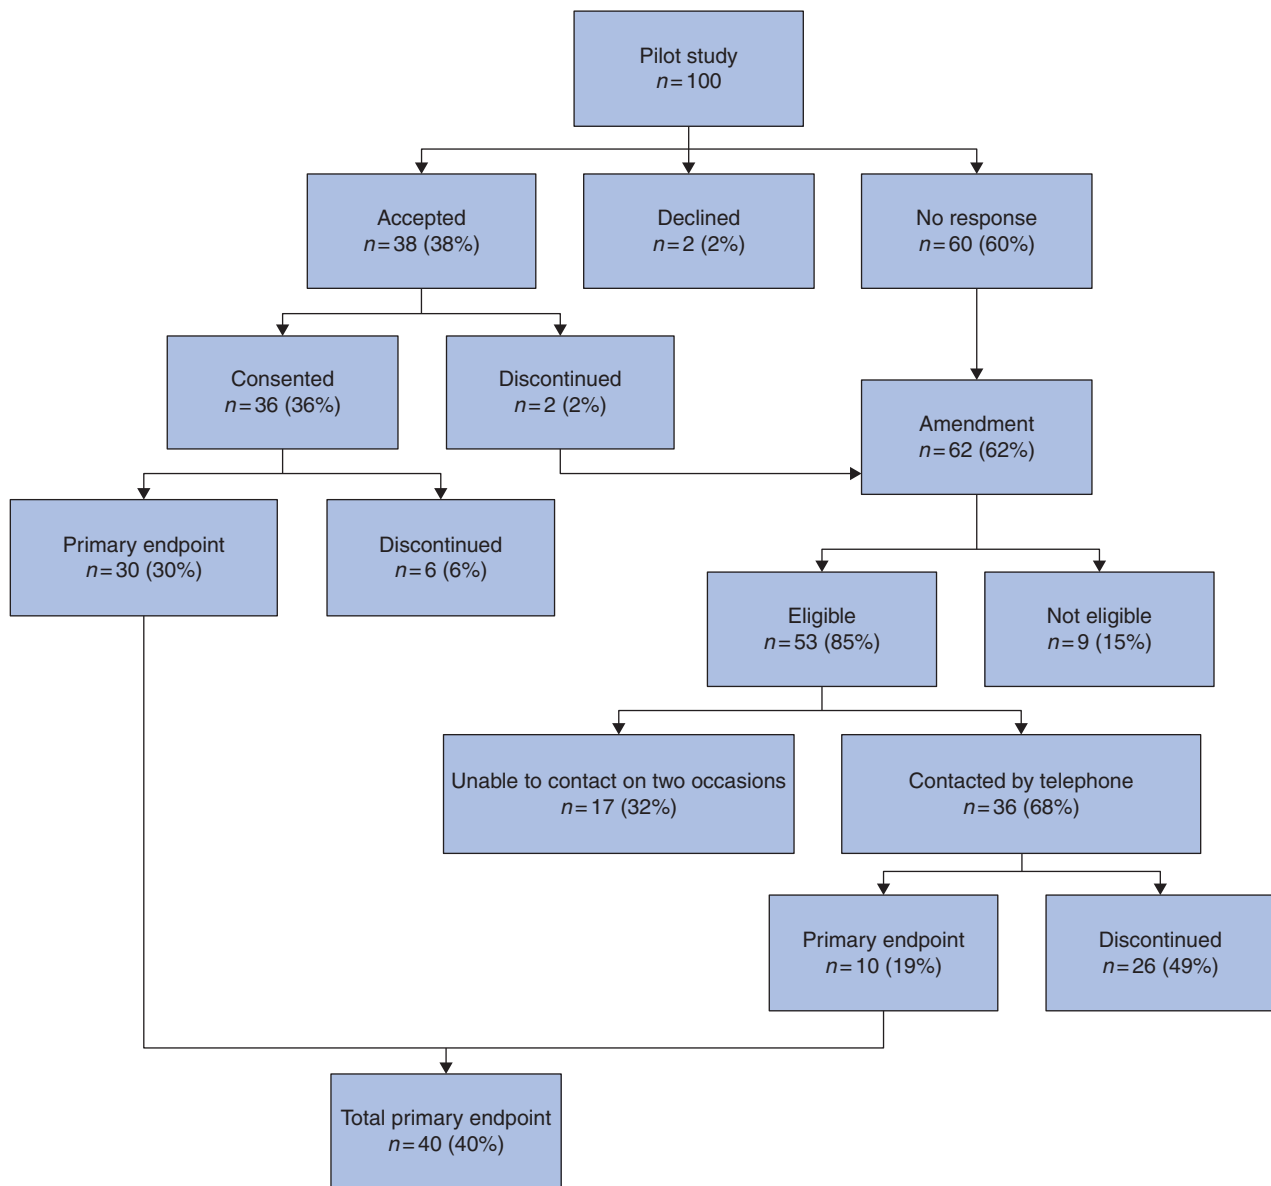 Pilot study
n=100
Accepted
n=38 (38%)
Declined
n=2 (2%)
No response
n=60 (60%)
Consented
n=36 (36%)
Discontinued
n=2 (2%)
Amendment
n=62 (62%)
Primary endpoint
n=30 (30%)
Discontinued
n=6 (6%)
Eligible
n=53 (85%)
Not eligible
n=9 (15%)
Unable to contact on two occasions
n=17 (32%)
Contacted by telephone
n=36 (68%)
Primary endpoint
n=10 (19%)
Discontinued
n=26 (49%)
Total primary endpoint
n=40 (40%)